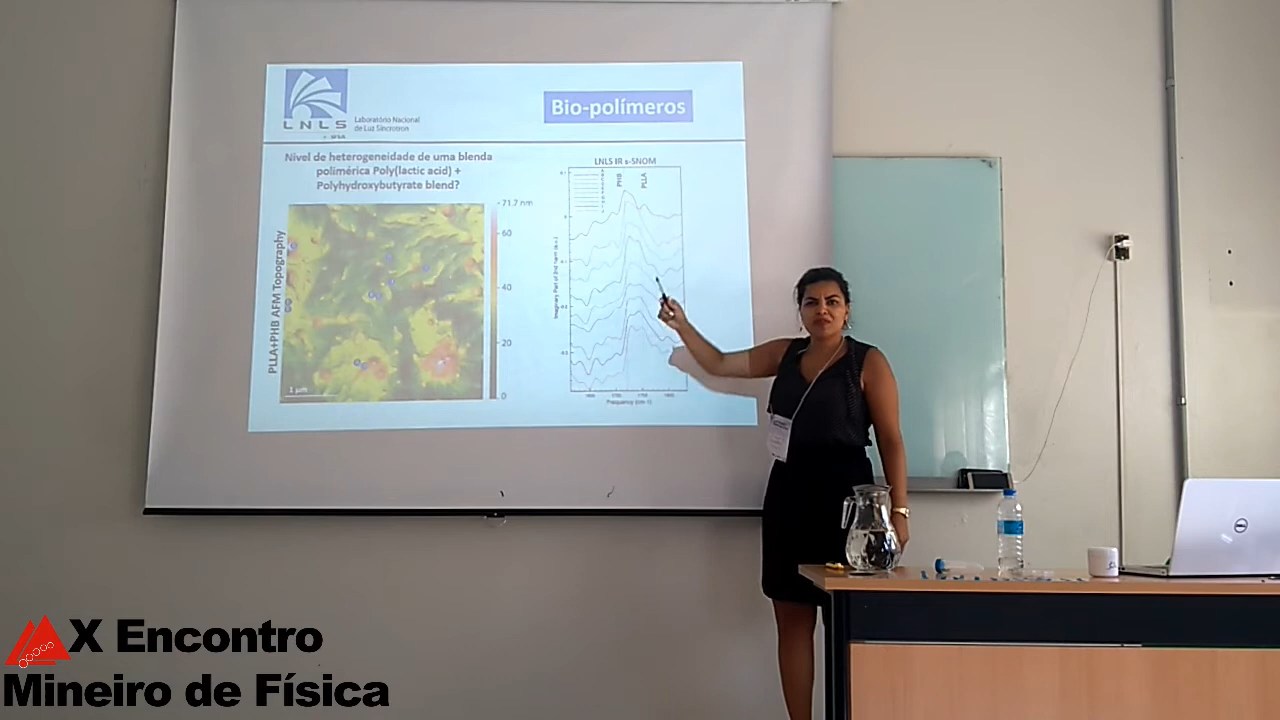 LNLS
Laboratório Nacional
de Luz Síncrotron
Bio-polímeros
Nível de heterogeneidade de uma blenda
polimérica Poly(lactic acid) +
Polyhydroxybutyrate blend?
PLLA+PHB AFM Topography
71.7 nm
60
40
20
0
1 µm
LNLS IR s-SNOM
PHB
PLLA
Frequency (cm-1)
DELL
X Encontro
Mineiro de Física